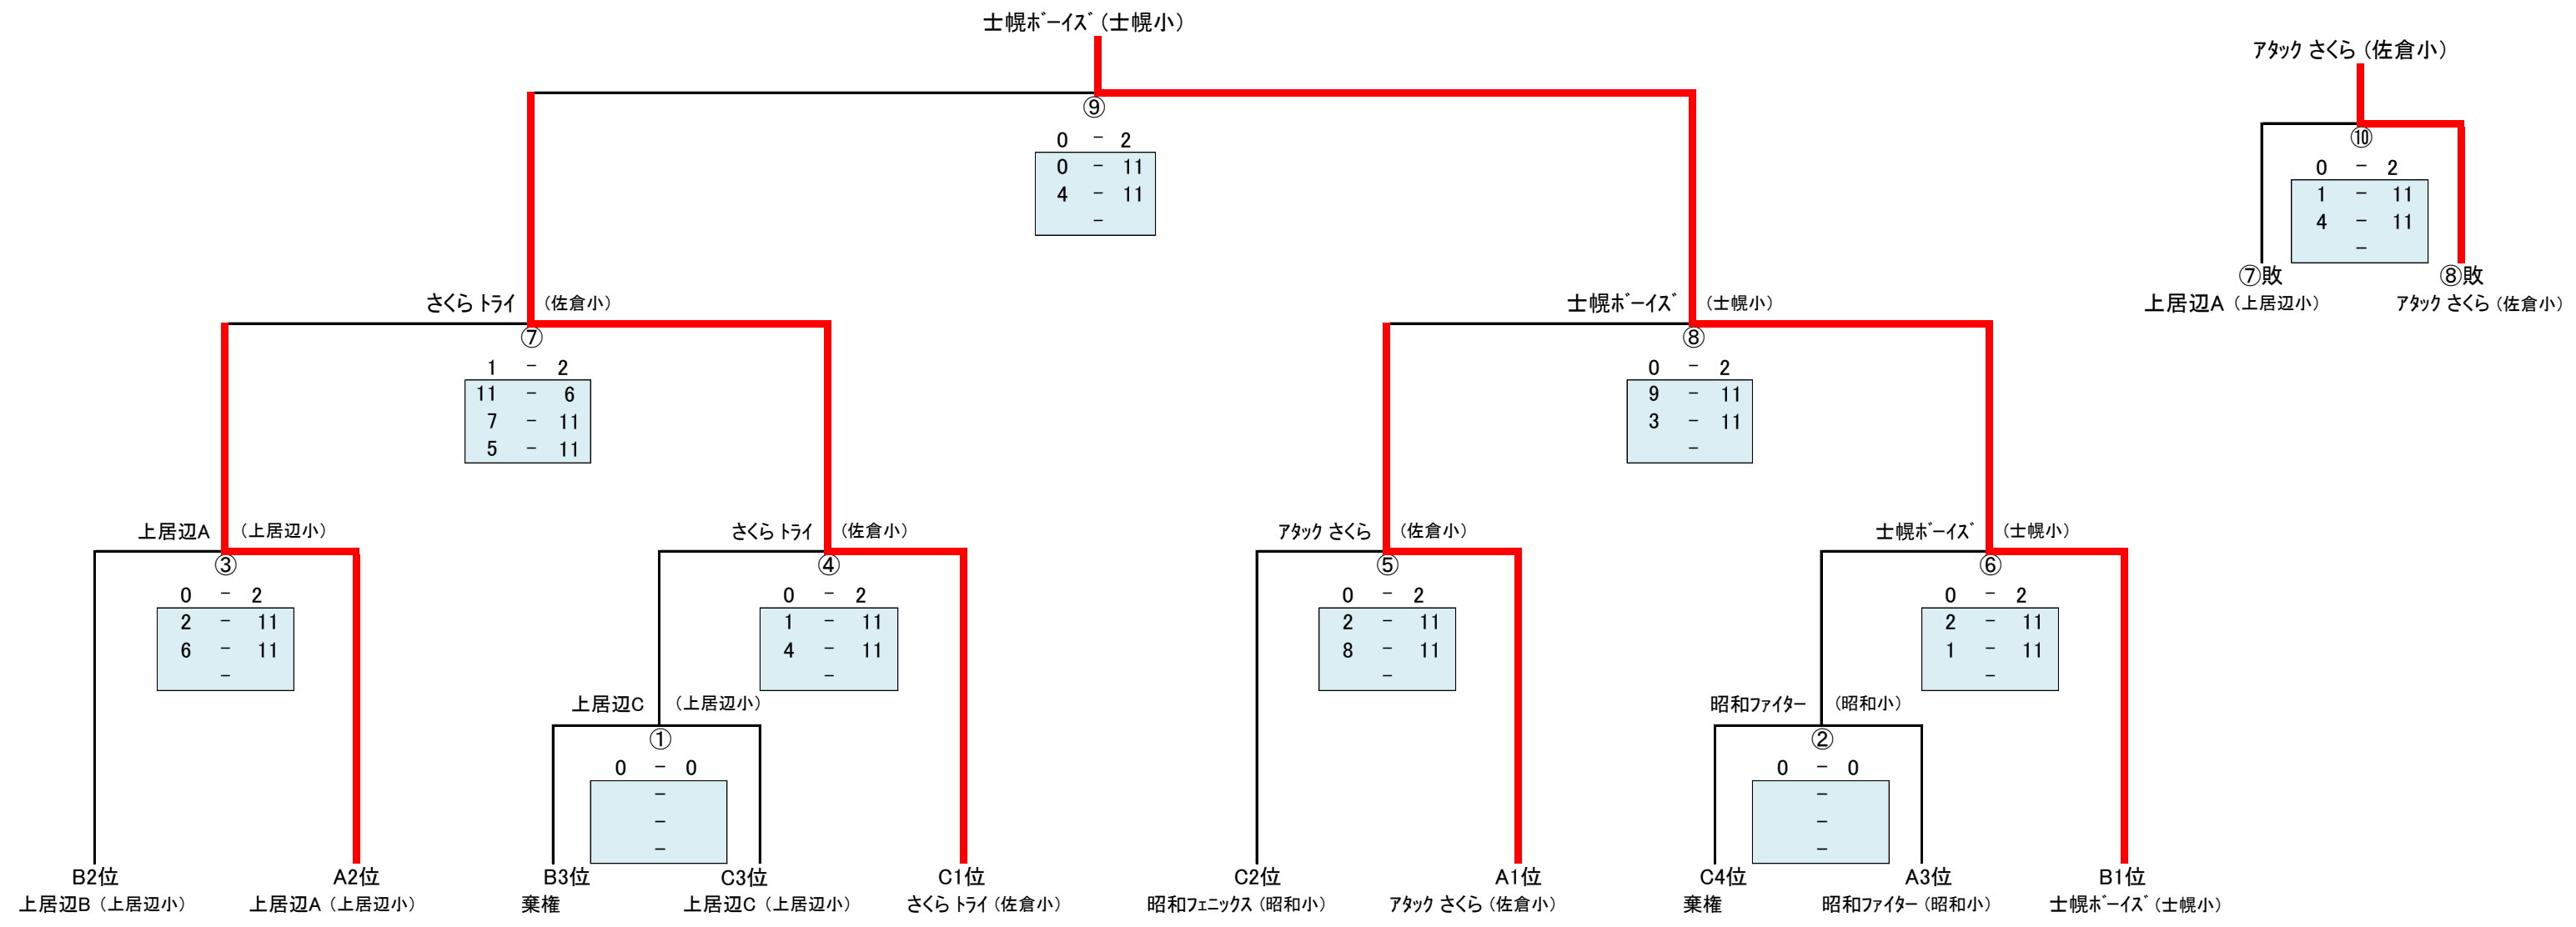 士幌ﾎﾞｰｲｽﾞ（士幌小）
ｱﾀｯｸ さくら（佐倉小）
⑨
0 － 2
0 － 11
4 － 11
－
⑩
0 － 2
1 － 11
4 － 11
－
⑦敗
⑧敗
上居辺A（上居辺小）
ｱﾀｯｸ さくら（佐倉小）
さくら ﾄﾗｲ （佐倉小）
⑦
1 － 2
11 － 6
7 － 11
5 － 11
士幌ﾎﾞｰｲｽﾞ （士幌小）
⑧
0 － 2
9 － 11
3 － 11
－
上居辺A （上居辺小）
③
0 － 2
2 － 11
6 － 11
－
さくら ﾄﾗｲ （佐倉小）
④
0 － 2
1 － 11
4 － 11
－
ｱﾀｯｸ さくら （佐倉小）
⑤
0 － 2
2 － 11
8 － 11
－
士幌ﾎﾞｰｲｽﾞ （士幌小）
⑥
0 － 2
2 － 11
1 － 11
－
上居辺C （上居辺小）
①
0 － 0
－
－
－
昭和ﾌｧｲﾀｰ （昭和小）
②
0 － 0
－
－
－
B2位
上居辺B（上居辺小）
A2位
上居辺A（上居辺小）
B3位
棄権
C3位
上居辺C（上居辺小）
C1位
さくら ﾄﾗｲ（佐倉小）
C2位
昭和ﾌｪﾆｯｸｽ（昭和小）
A1位
ｱﾀｯｸ さくら（佐倉小）
C4位
棄権
A3位
昭和ﾌｧｲﾀｰ（昭和小）
B1位
士幌ﾎﾞｰｲｽﾞ（士幌小）